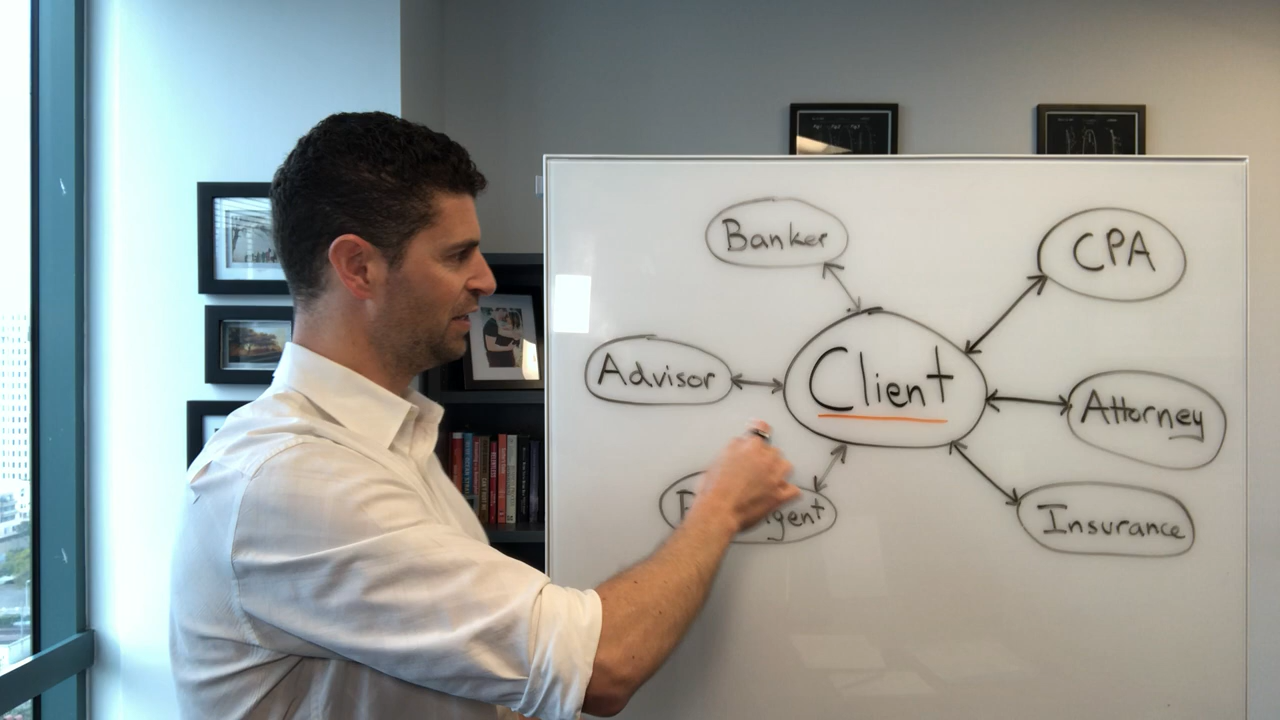 Banker
CPA
Advisor
Client
Attorney
Insurance